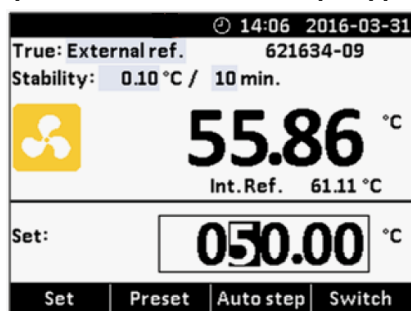 14:06 2016-03-31
True: External ref. 621634-09
Stability: 0.10 °C / 10 min.
55.86 °C
Int. Ref. 61.11 °C
Set: 050.00 °C
Set Preset Auto step Switch